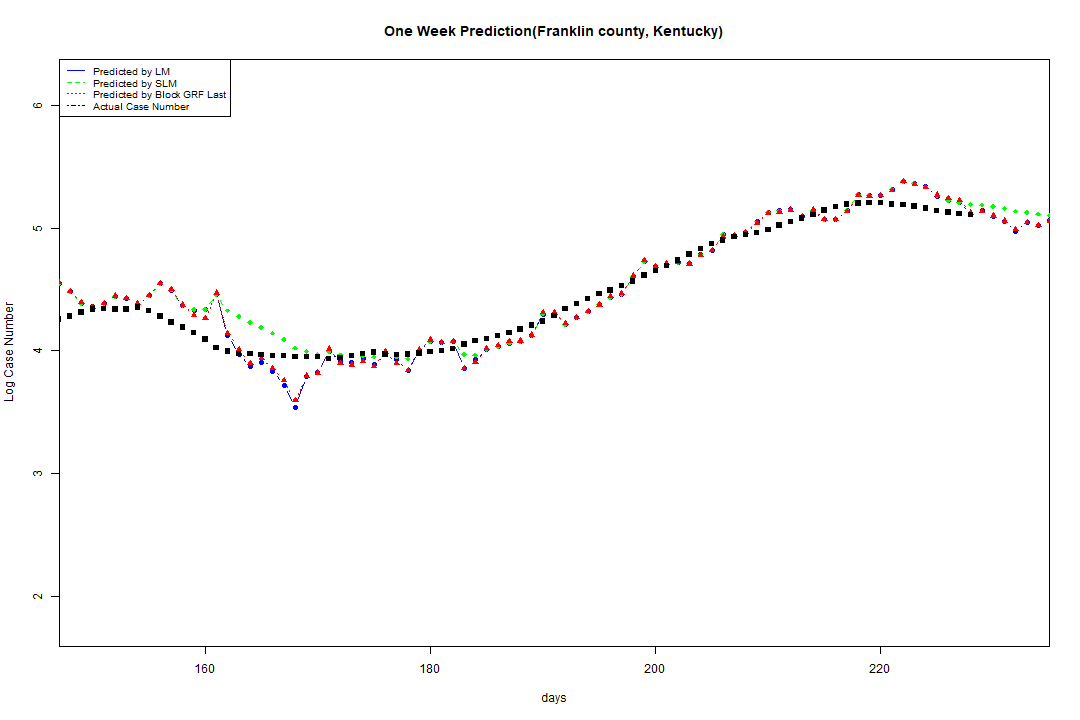 One Week Prediction(Franklin county, Kentucky)
Predicted by LM
Predicted by SLM
Predicted by Block GRF Last
Actual Case Number
6
5
4
3
2
Log Case Number
160 180 200 220
days